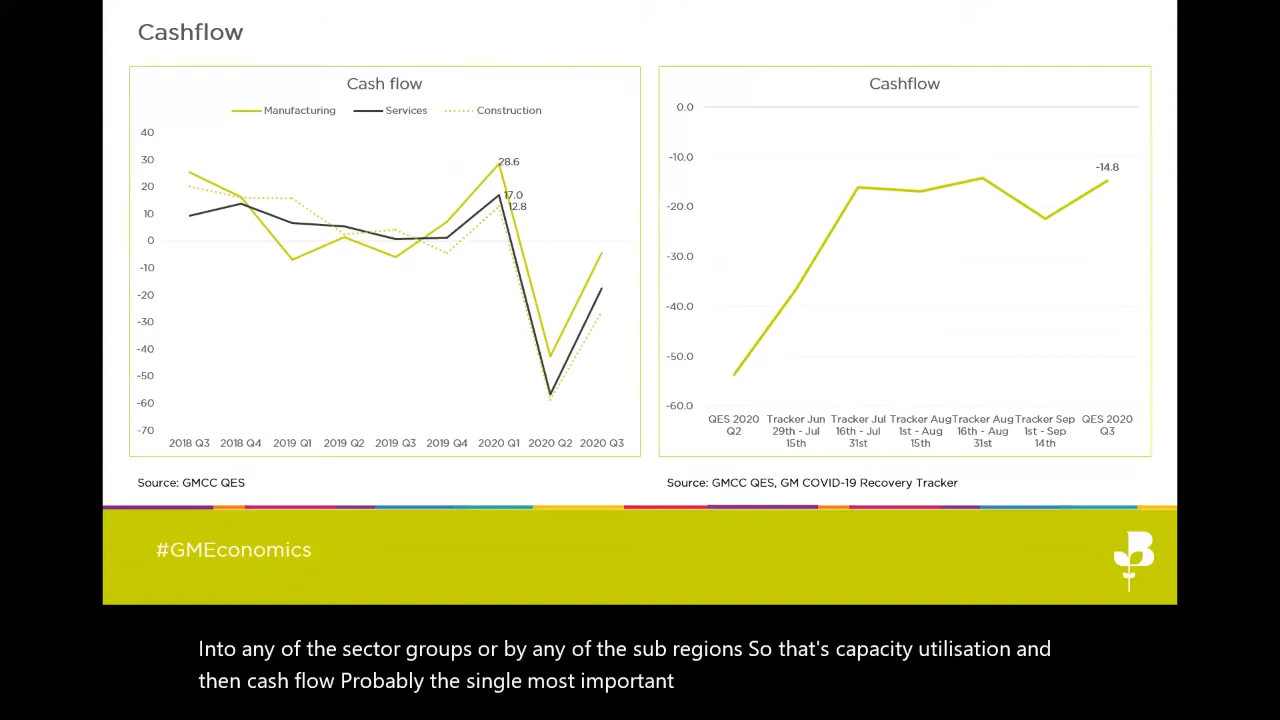 Cashflow
Cash flow
Manufacturing Services Construction
40
30
20
10
0
-10
-20
-30
-40
-50
-60
-70
28.6
17.0
12.8
2018 Q3 2018 Q4 2019 Q1 2019 Q2 2019 Q3 2019 Q4 2020 Q1 2020 Q2 2020 Q3
Source: GMCC QES
Cashflow
0.0
-10.0
-20.0
-30.0
-40.0
-50.0
-60.0
-14.8
QES 2020 Tracker Jun Tracker Jul Tracker Aug Tracker Aug Tracker Sep QES 2020
Q2 29th - Jul 16th - Jul 1st - Aug 16th - Aug 1st - Sep Q3
15th 31st 15th 31st 14th
Source: GMCC QES, GM COVID-19 Recovery Tracker
#GMEconomics
Into any of the sector groups or by any of the sub regions So that's capacity utilisation and
then cash flow Probably the single most important